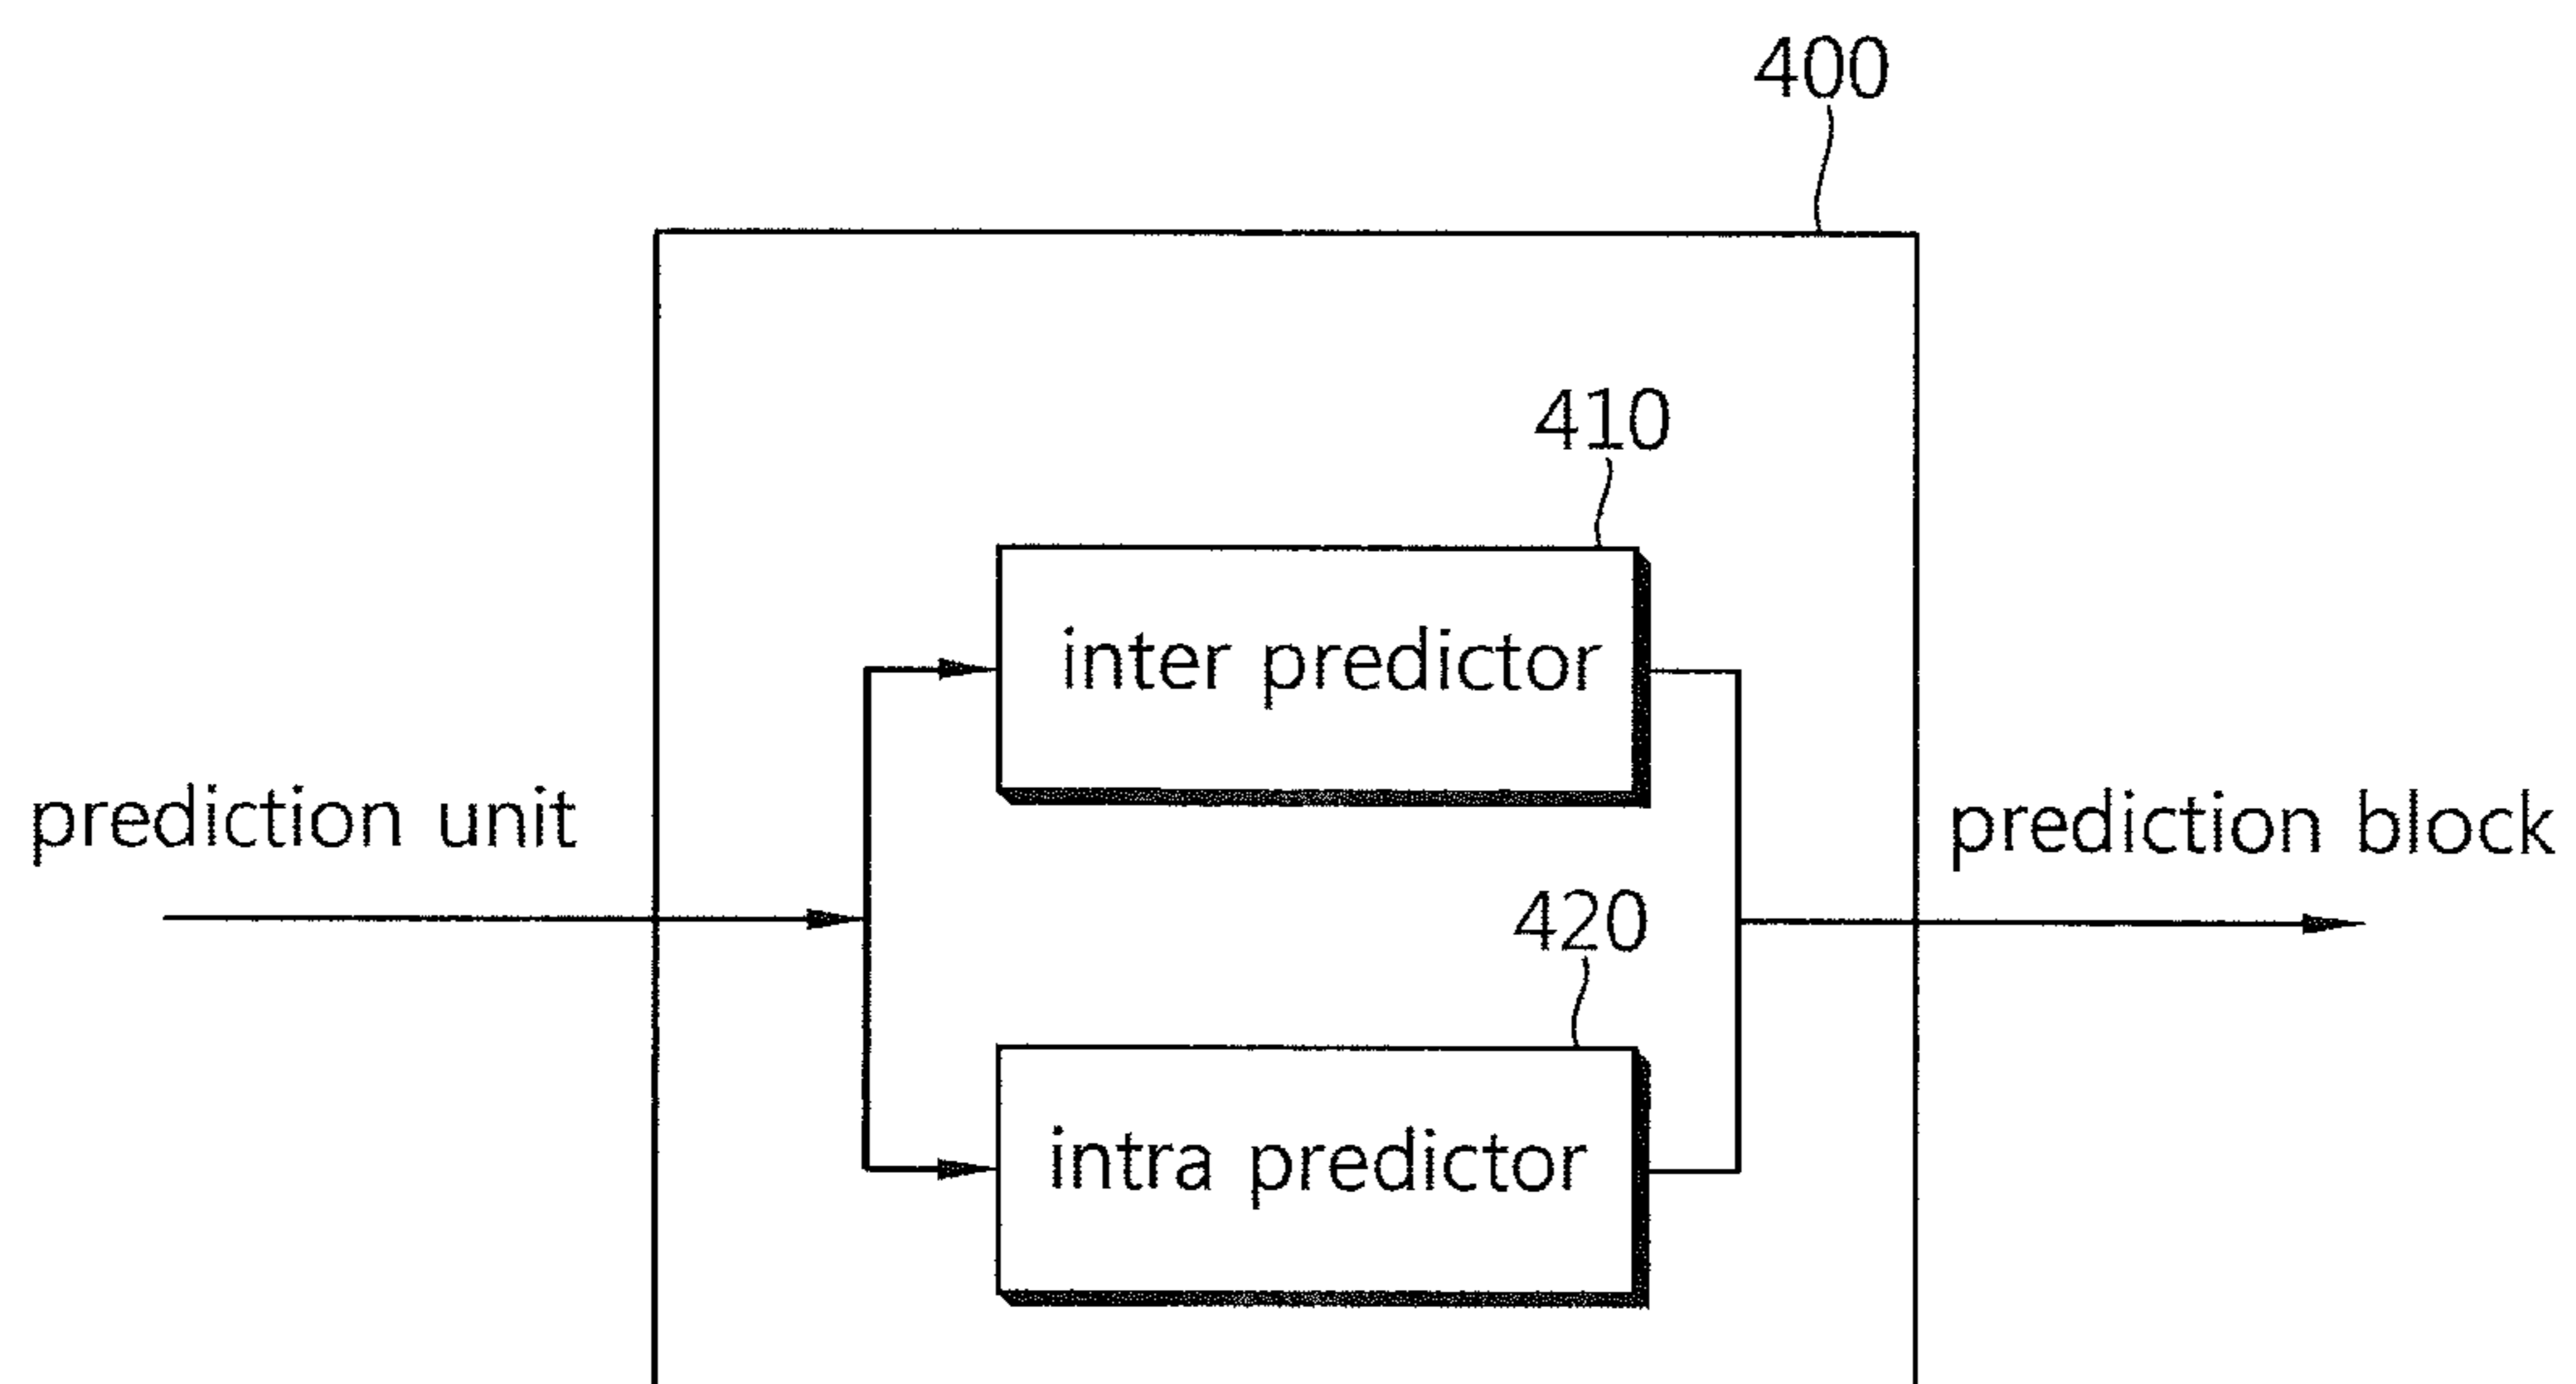 400
410
inter predictor
prediction unit
prediction block
420
intra predictor